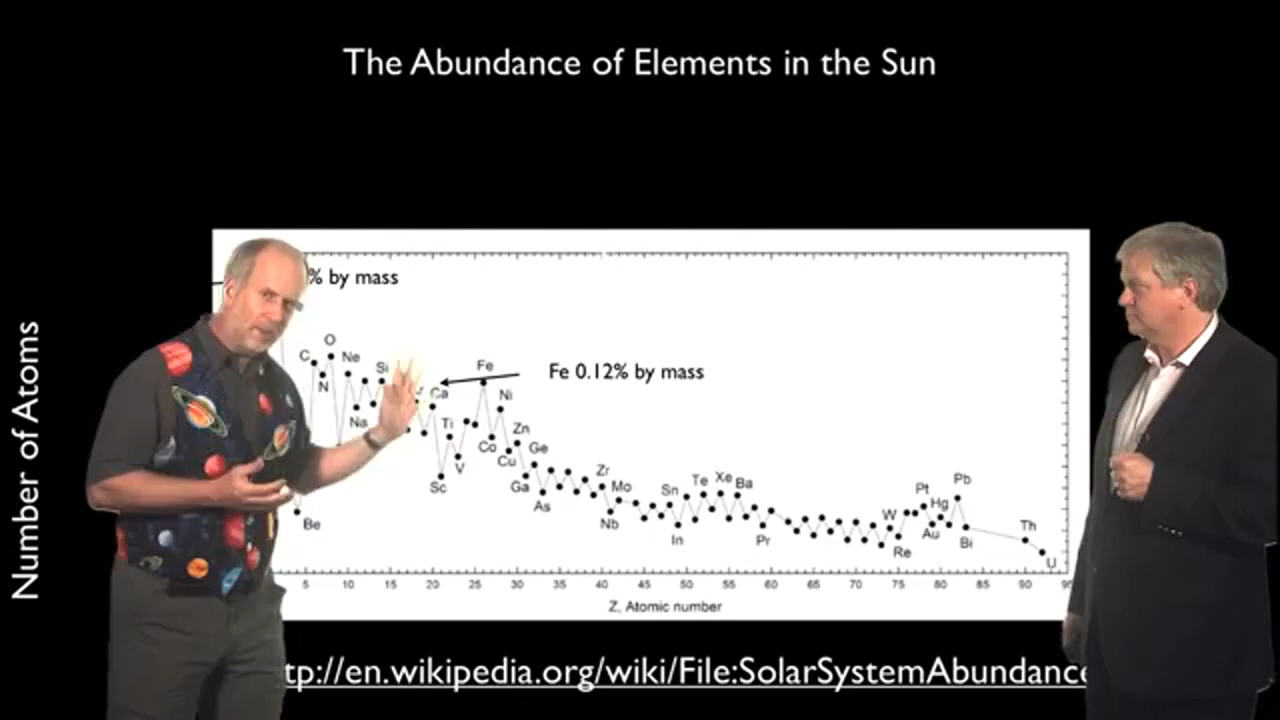 The Abundance of Elements in the Sun
% by mass
O
C
Ne
N
Si
Fe
Fe 0.12% by mass
Ca
Na
Ni
Ti
Zn
Co
Cu
Ge
V
Sc
Ga
As
Zr
Mo
Nb
Sn
Te
Xe
Ba
In
Pr
W
Re
Pt
Hg
Au
Pb
Bi
Th
U
Be
Number of Atoms
5 10 15 20 25 30 35 40 45 50 55 60 65 70 75 80 85 90
Z, Atomic number
tp://en.wikipedia.org/wiki/File:SolarSystemAbundance